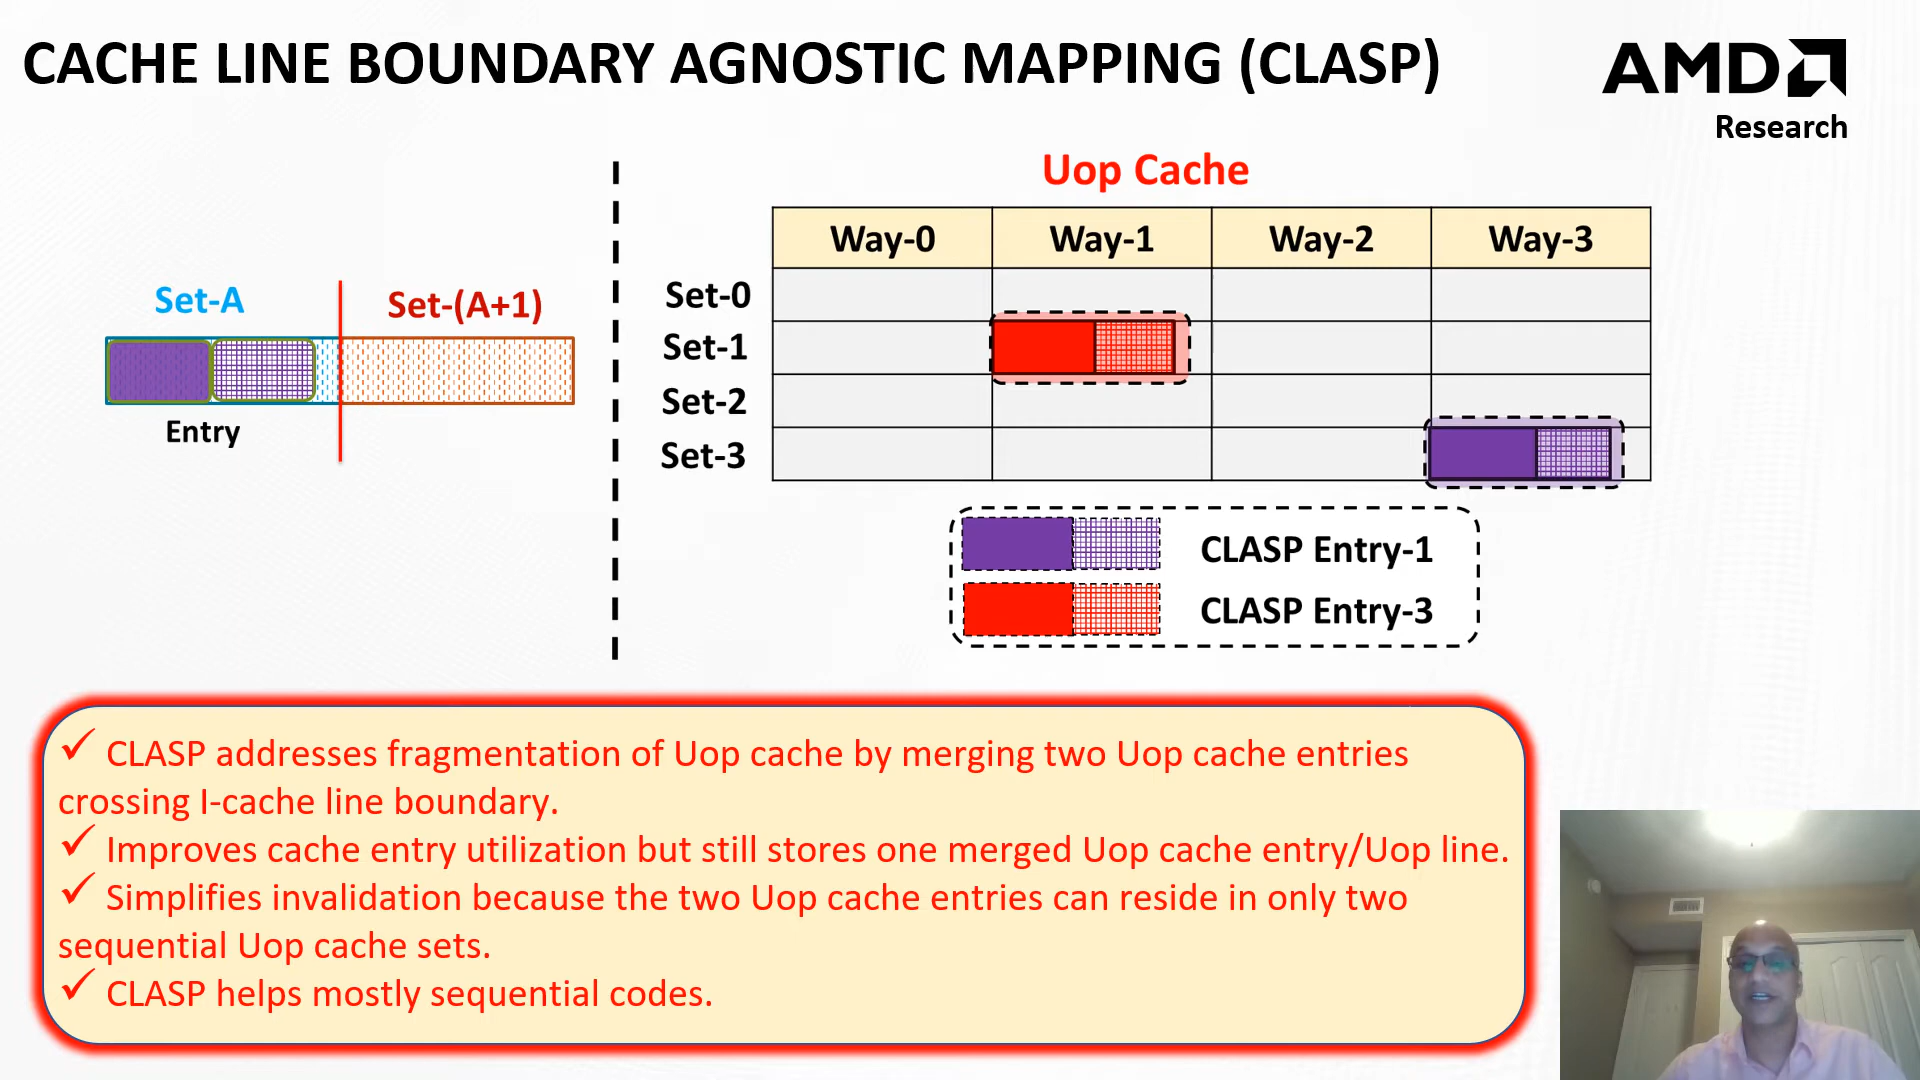 CACHE LINE BOUNDARY AGNOSTIC MAPPING (CLASP)
AMD
Research
Uop Cache
Way-0 Way-1 Way-2 Way-3
Set-A
Set-(A+1)
Entry
Set-0
Set-1
Set-2
Set-3
CLASP Entry-1
CLASP Entry-3
✓ CLASP addresses fragmentation of Uop cache by merging two Uop cache entries
crossing I-cache line boundary.
✓ Improves cache entry utilization but still stores one merged Uop cache entry/Uop line.
✓ Simplifies invalidation because the two Uop cache entries can reside in only two
sequential Uop cache sets.
✓ CLASP helps mostly sequential codes.